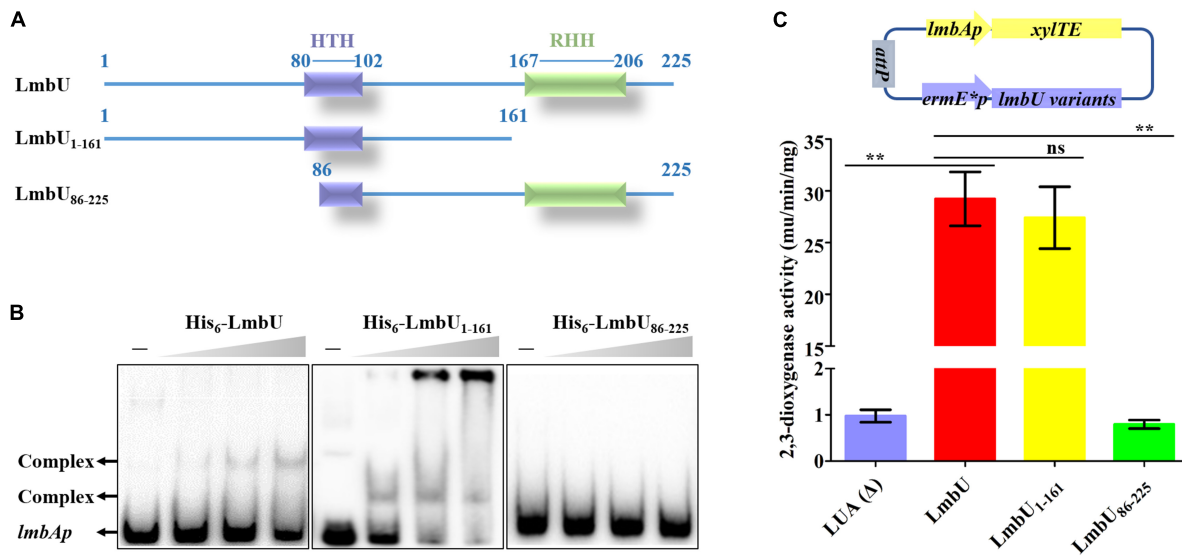 A
HTH
RHH
1
80
102
167
206
225
LmbU
1
161
LmbU1-161
86
225
LmbU86-225
B
His6-LmbU
His6-LmbU1-161
His6-LmbU86-225
— — —
Complex
Complex
lmbAp
C
lmbAp
xylTE
attP
ermE*p
lmbU variants
2,3-dioxygenase activity (mu/min/mg)
35
30
25
20
15
15
2
1
0
**
**
ns
LUA (Δ)
LmbU
LmbU1-161
LmbU86-225